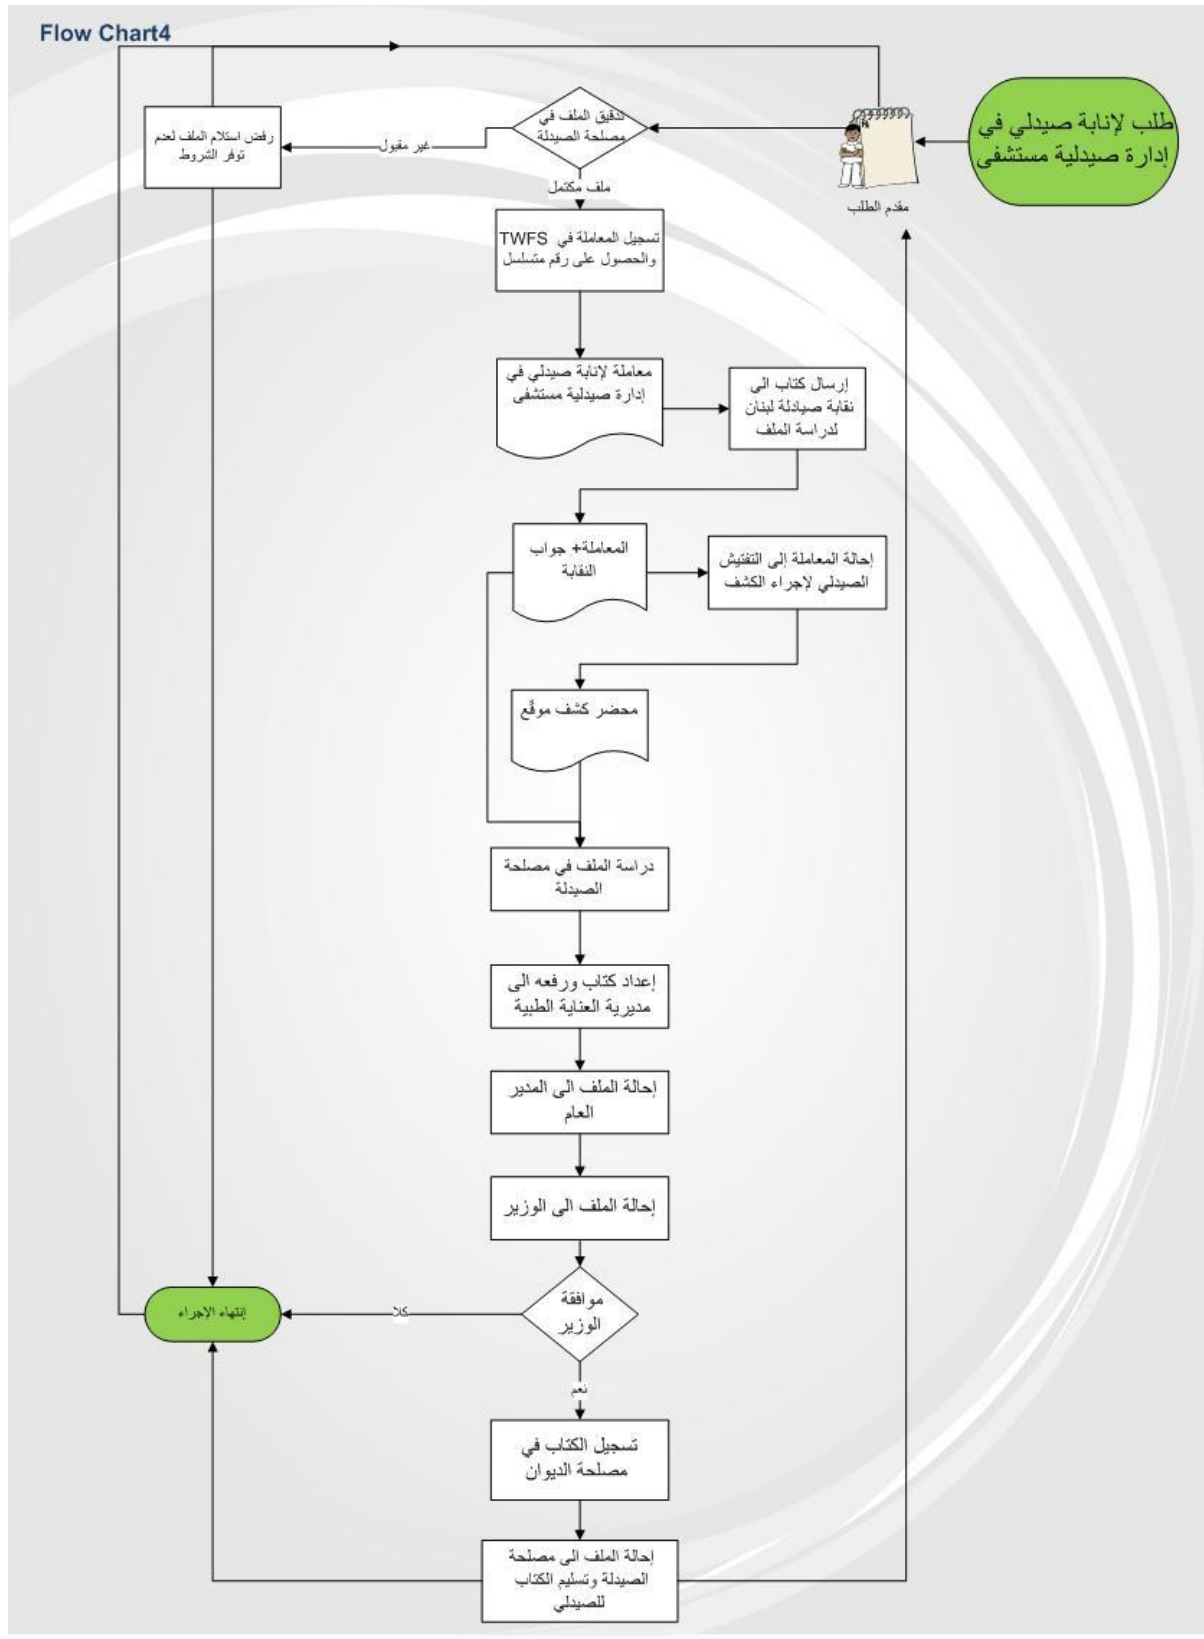 Flow Chart4
طلب لإنابة صيدلي في
إدارة صيدلية مستشفى
مقدم الطلب
تدقيق الملف في
مصلحة الصيدلة
غير مقبول
رفض استلام الملف لعدم
توفر الشروط
ملف مكتمل
تسجيل المعاملة في TWFS
والحصول على رقم متسلسل
معاملة لإنابة صيدلي في
إدارة صيدلية مستشفى
إرسال كتاب الى
نقابة صيادلة لبنان
لدراسة الملف
المعاملة+ جواب
النقابة
إحالة المعاملة إلى التفتيش
الصيدلي لإجراء الكشف
محضر كشف موقّع
دراسة الملف في مصلحة
الصيدلة
إعداد كتاب ورفعه الى
مديرية العناية الطبية
إحالة الملف الى المدير
العام
إحالة الملف الى الوزير
موافقة
الوزير
كلا
إنتهاء الإجراء
نعم
تسجيل الكتاب في
مصلحة الديوان
إحالة الملف الى مصلحة
الصيدلة وتسليم الكتاب
للصيدلي